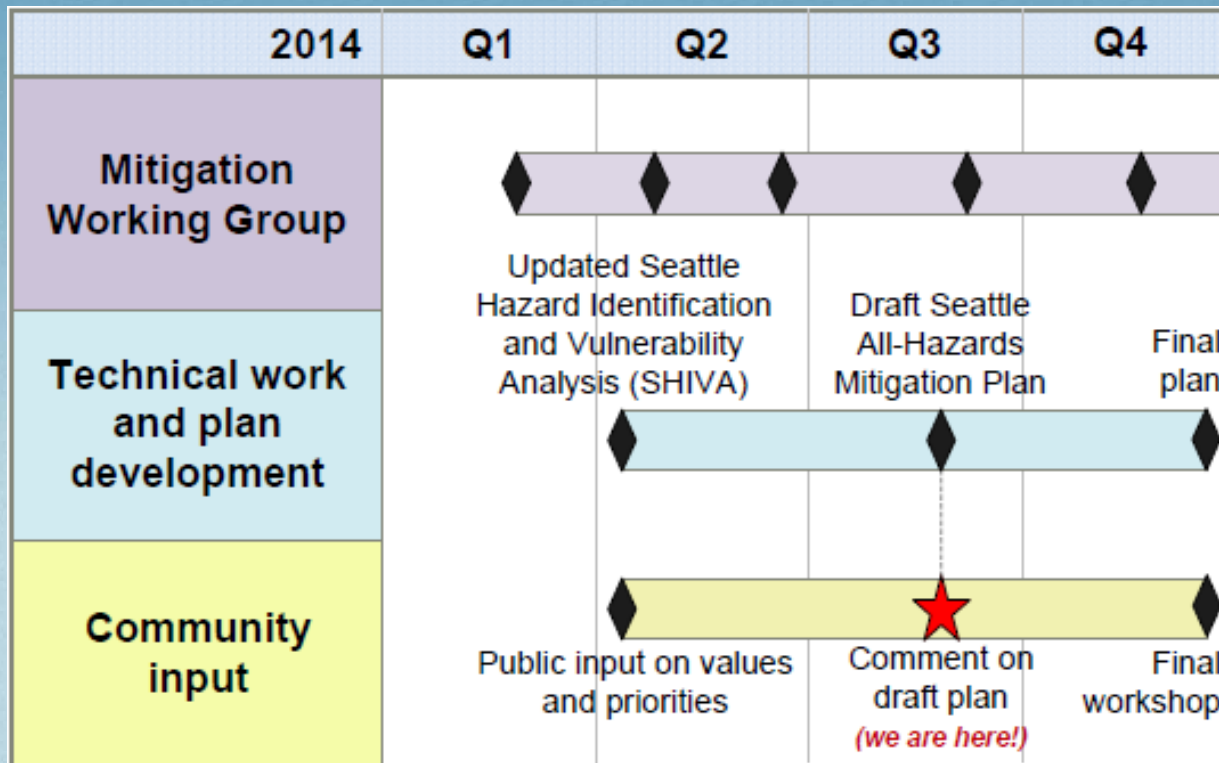 2014 Q1 Q2 Q3 Q4
Mitigation
Working Group
Updated Seattle
Hazard Identification
and Vulnerability
Analysis (SHIVA)
Draft Seattle
All-Hazards
Mitigation Plan
Final
plan
Technical work
and plan
development
Community
input
Public input on values
and priorities
Comment on
draft plan
(we are here!)
Final
workshop